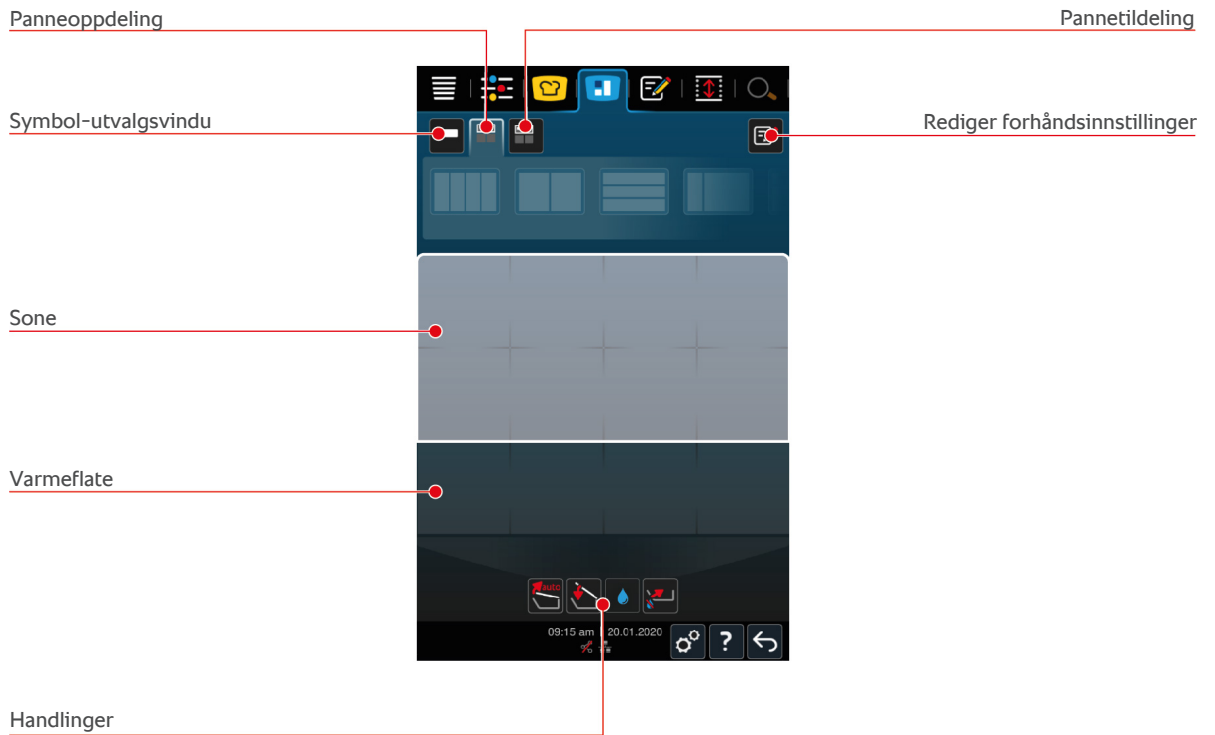 Panneoppdeling
Pannetildeling
Symbol-utvalgsvindu
Rediger forhåndsinnstillinger
Sone
Varmeflate
auto
09:15 am 20.01.2020
?
Handlinger